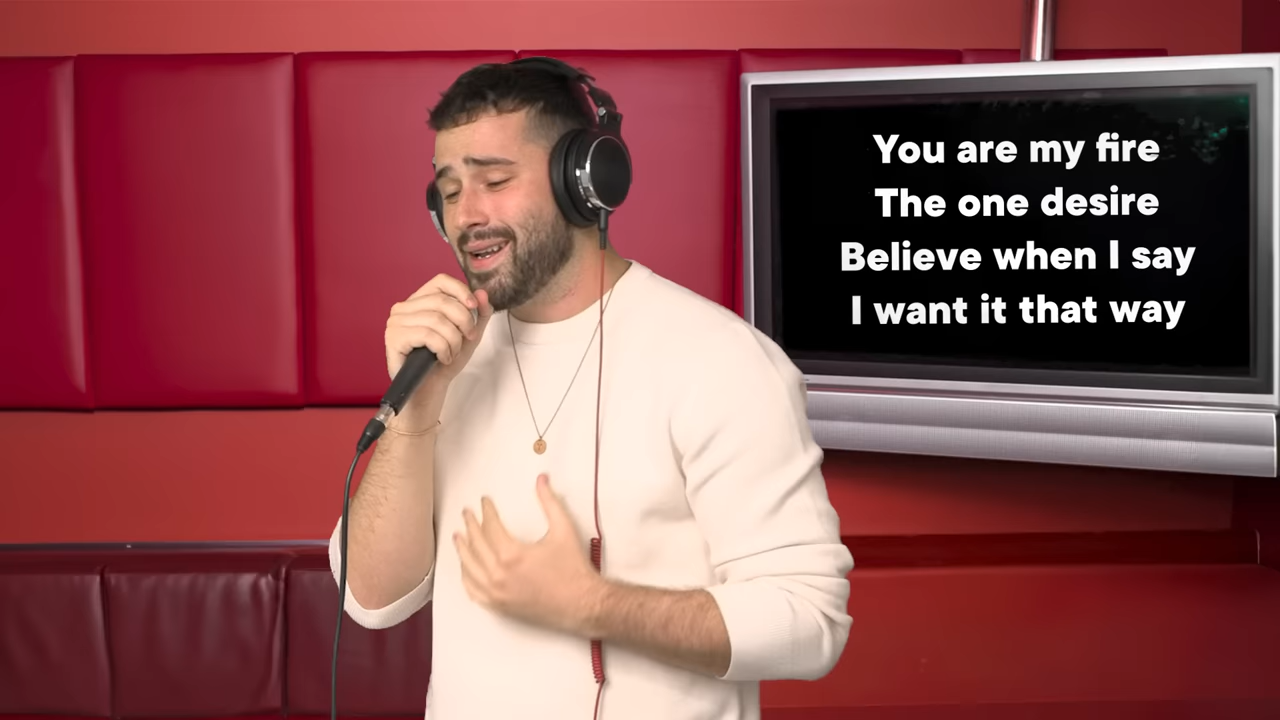 You are my fire
The one desire
Believe when I say
I want it that way